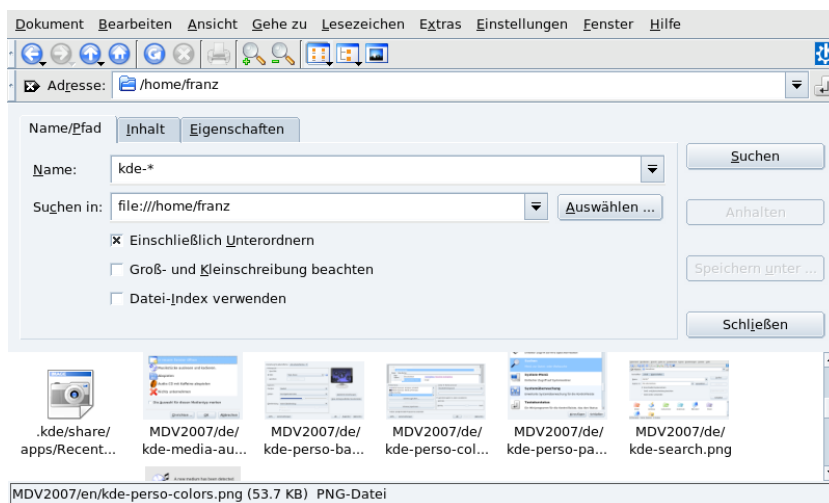 Dokument Bearbeiten Ansicht Gehe zu Lesezeichen Extras Einstellungen Fenster Hilfe
Adresse: /home/franz
Name/Pfad Inhalt Eigenschaften
Name: kde-*
Suchen
Suchen in: file:///home/franz Auswählen ...
Anhalten
Einschließlich Unterordnern
Groß- und Kleinschreibung beachten
Speichern unter ...
Datei-Index verwenden
Schließen
.kde/share/ MDV2007/de/ MDV2007/de/ MDV2007/de/ MDV2007/de/ MDV2007/de/
apps/Recent... kde-media-au... kde-perso-ba... kde-perso-col... kde-perso-pa... kde-search.png
MDV2007/en/kde-perso-colors.png (53.7 KB) PNG-Datei